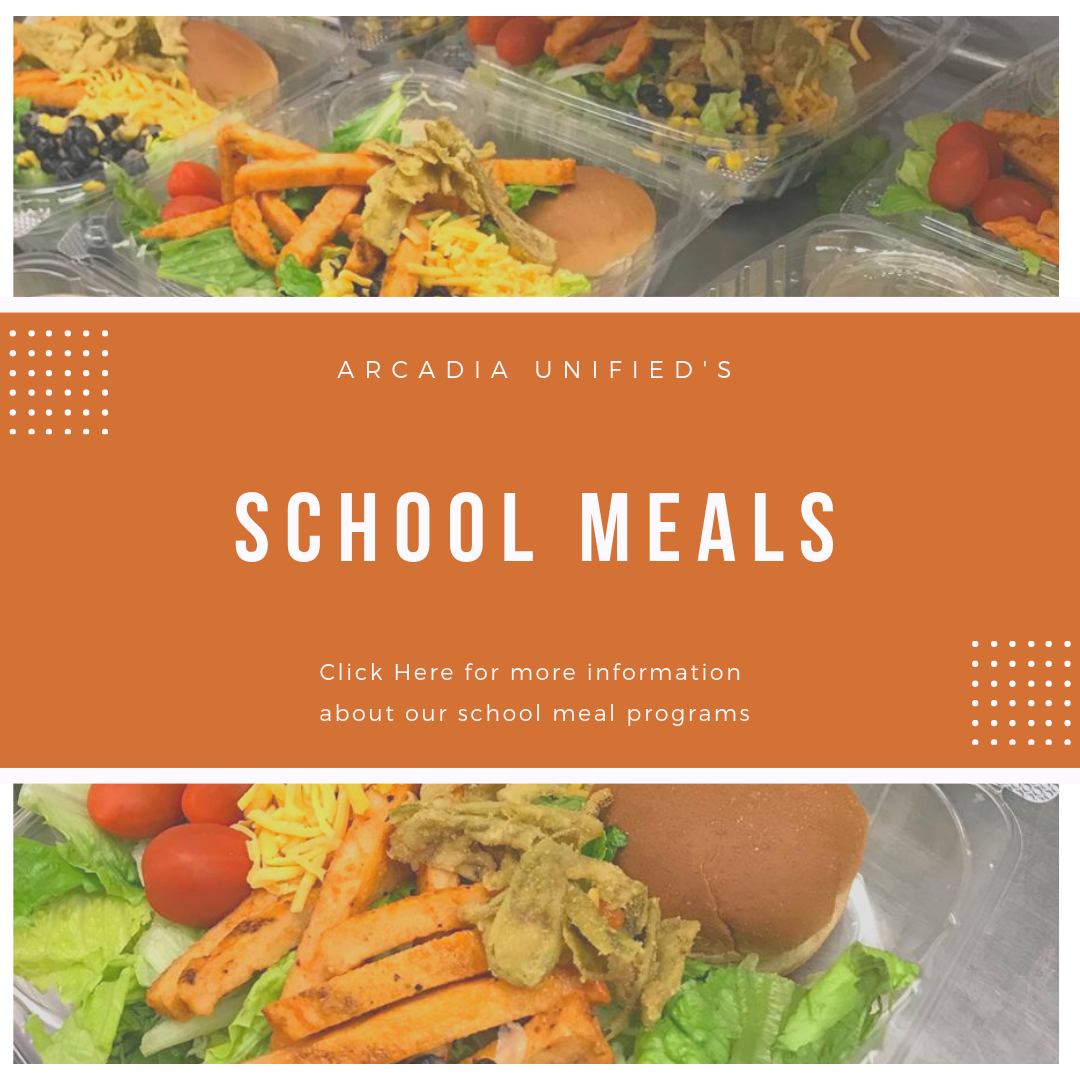 ARCADIA UNIFIED'S
SCHOOL MEALS
Click Here for more information
about our school meal programs